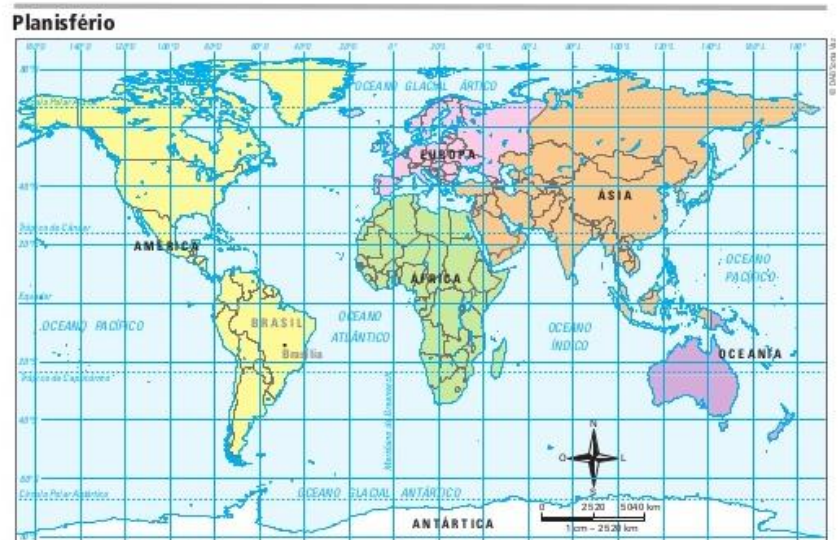 Planisfério
OCEANO GLACIAL ÁRTICO
EUROPA
ÁSIA
Trópico de Câncer
AMÉRICA
ÁFRICA
OCEANO
PACÍFICO
Equador
OCEANO PACÍFICO
BRASIL
Brasília
OCEANO
ATLÂNTICO
OCEANO
ÍNDICO
OCEANIA
Trópico de Capricórnio
Meridiano de Greenwich
N
O
L
S
Círculo Polar Antártico
OCEANO GLACIAL ANTÁRTICO
0 2520 5040 km
1 cm – 2520 km
ANTÁRTICA